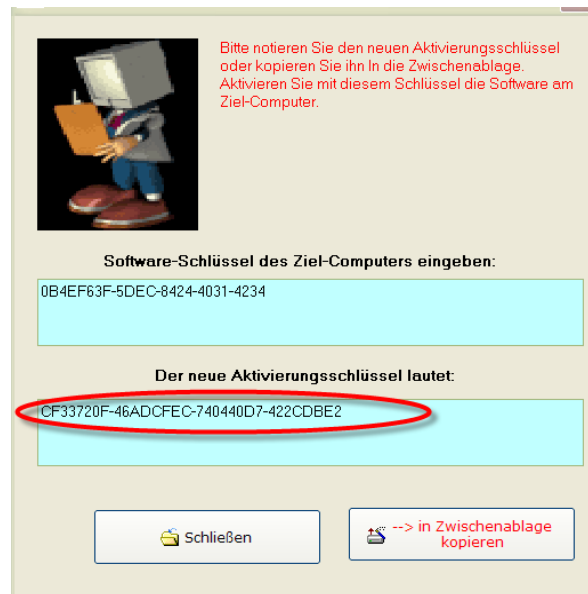 Bitte notieren Sie den neuen Aktivierungsschlüssel
oder kopieren Sie ihn In die Zwischenablage.
Aktivieren Sie mit diesem Schlüssel die Software am
Ziel-Computer.
Software-Schlüssel des Ziel-Computers eingeben:
0B4EF63F-5DEC-8424-4031-4234
Der neue Aktivierungsschlüssel lautet:
CF33720F-46ADCFEC-740440D7-422CDBE2
Schließen
--> in Zwischenablage
kopieren